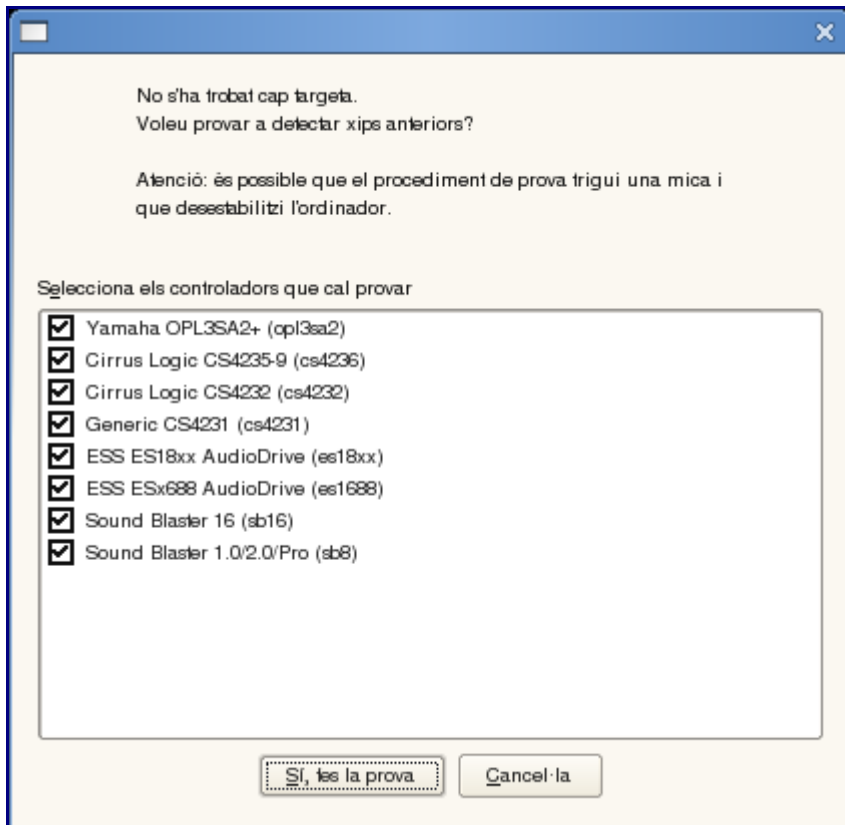 No s'ha trobat cap targeta.
Voleu provar a detectar xips anteriors?
Atenció: és possible que el procediment de prova trigui una mica i
que desestabilitzi l'ordinador.
Selecciona els controladors que cal provar
Yamaha OPL3SA2+ (opl3sa2)
Cirrus Logic CS4235-9 (cs4236)
Cirrus Logic CS4232 (cs4232)
Generic CS4231 (cs4231)
ESS ES18xx AudioDrive (es18xx)
ESS ESx688 AudioDrive (es1688)
Sound Blaster 16 (sb16)
Sound Blaster 1.0/2.0/Pro (sb8)
Sí, fes la prova
Cancel·la